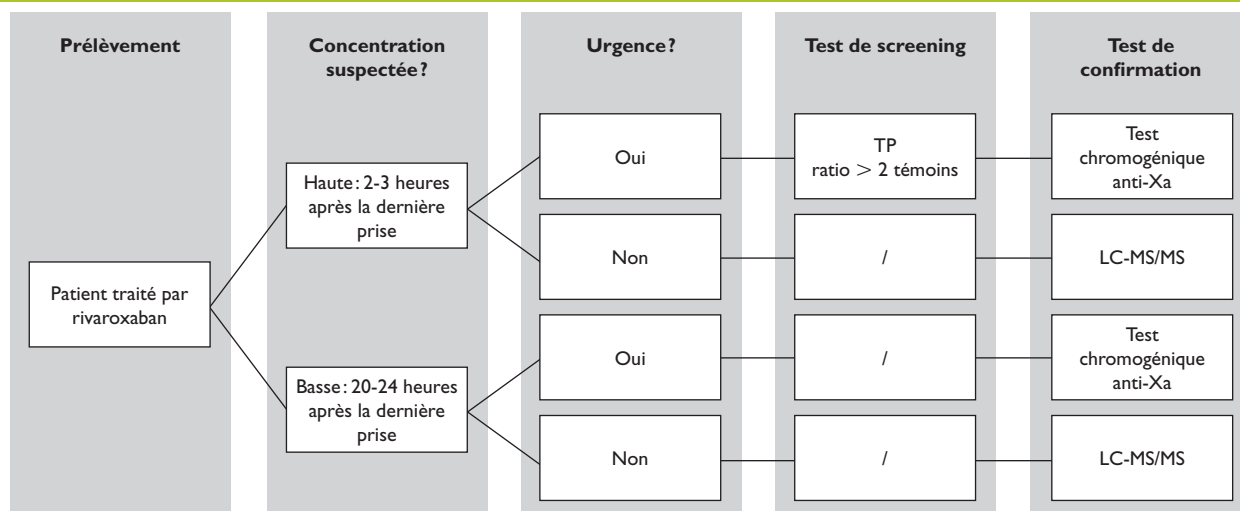 Prélèvement
Concentration
suspectée ?
Urgence ?
Test de screening
Test de
confirmation
Patient traité par
rivaroxaban
Haute : 2-3 heures
après la dernière
prise
Oui
TP
ratio > 2 témoins
Test
chromogénique
anti-Xa
Non
/
LC-MS/MS
Basse : 20-24 heures
après la dernière
prise
Oui
/
Test
chromogénique
anti-Xa
Non
/
LC-MS/MS